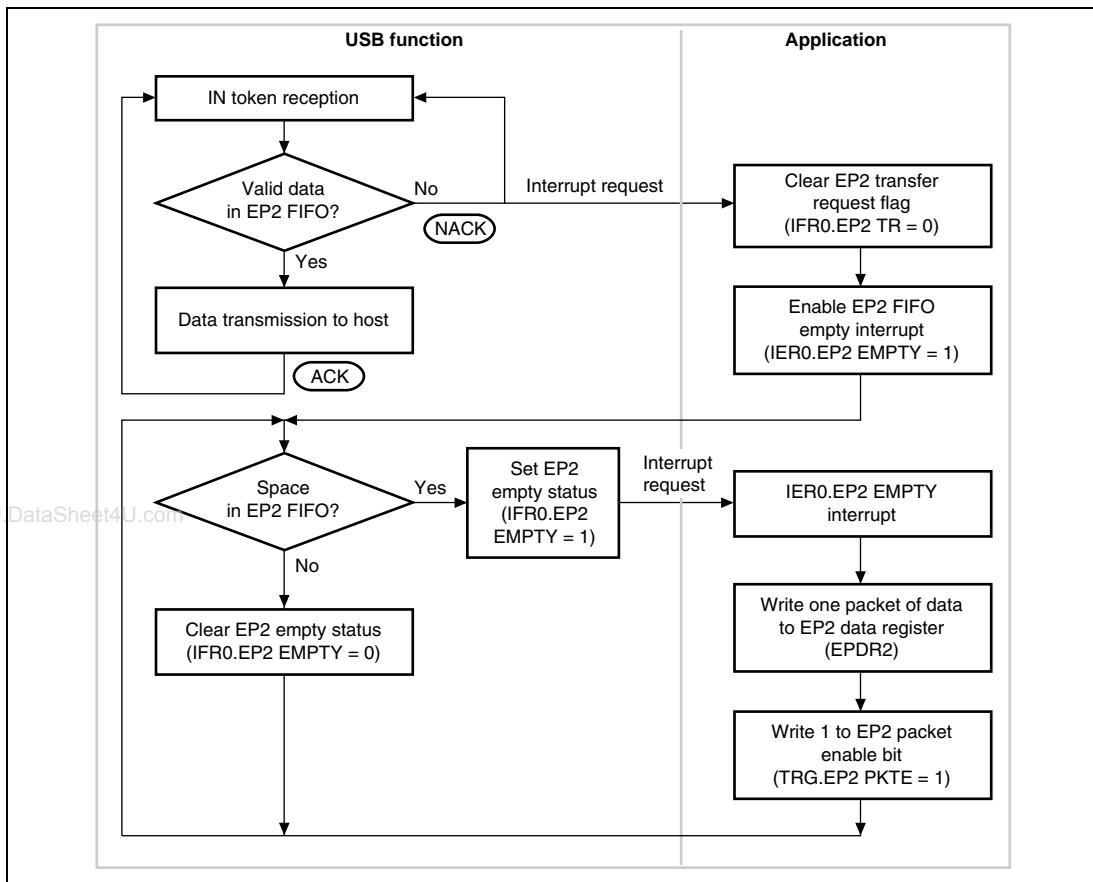 USB function
Application
IN token reception
Valid data
in EP2 FIFO?
No
NACK
Interrupt request
Clear EP2 transfer
request flag
(IFR0.EP2 TR = 0)
Yes
Data transmission to host
ACK
Enable EP2 FIFO
empty interrupt
(IER0.EP2 EMPTY = 1)
Space
in EP2 FIFO?
Yes
Set EP2
empty status
(IFR0.EP2
EMPTY = 1)
Interrupt
request
IER0.EP2 EMPTY
interrupt
.DataSheet4U.com
No
Clear EP2 empty status
(IFR0.EP2 EMPTY = 0)
Write one packet of data
to EP2 data register
(EPDR2)
Write 1 to EP2 packet
enable bit
(TRG.EP2 PKTE = 1)